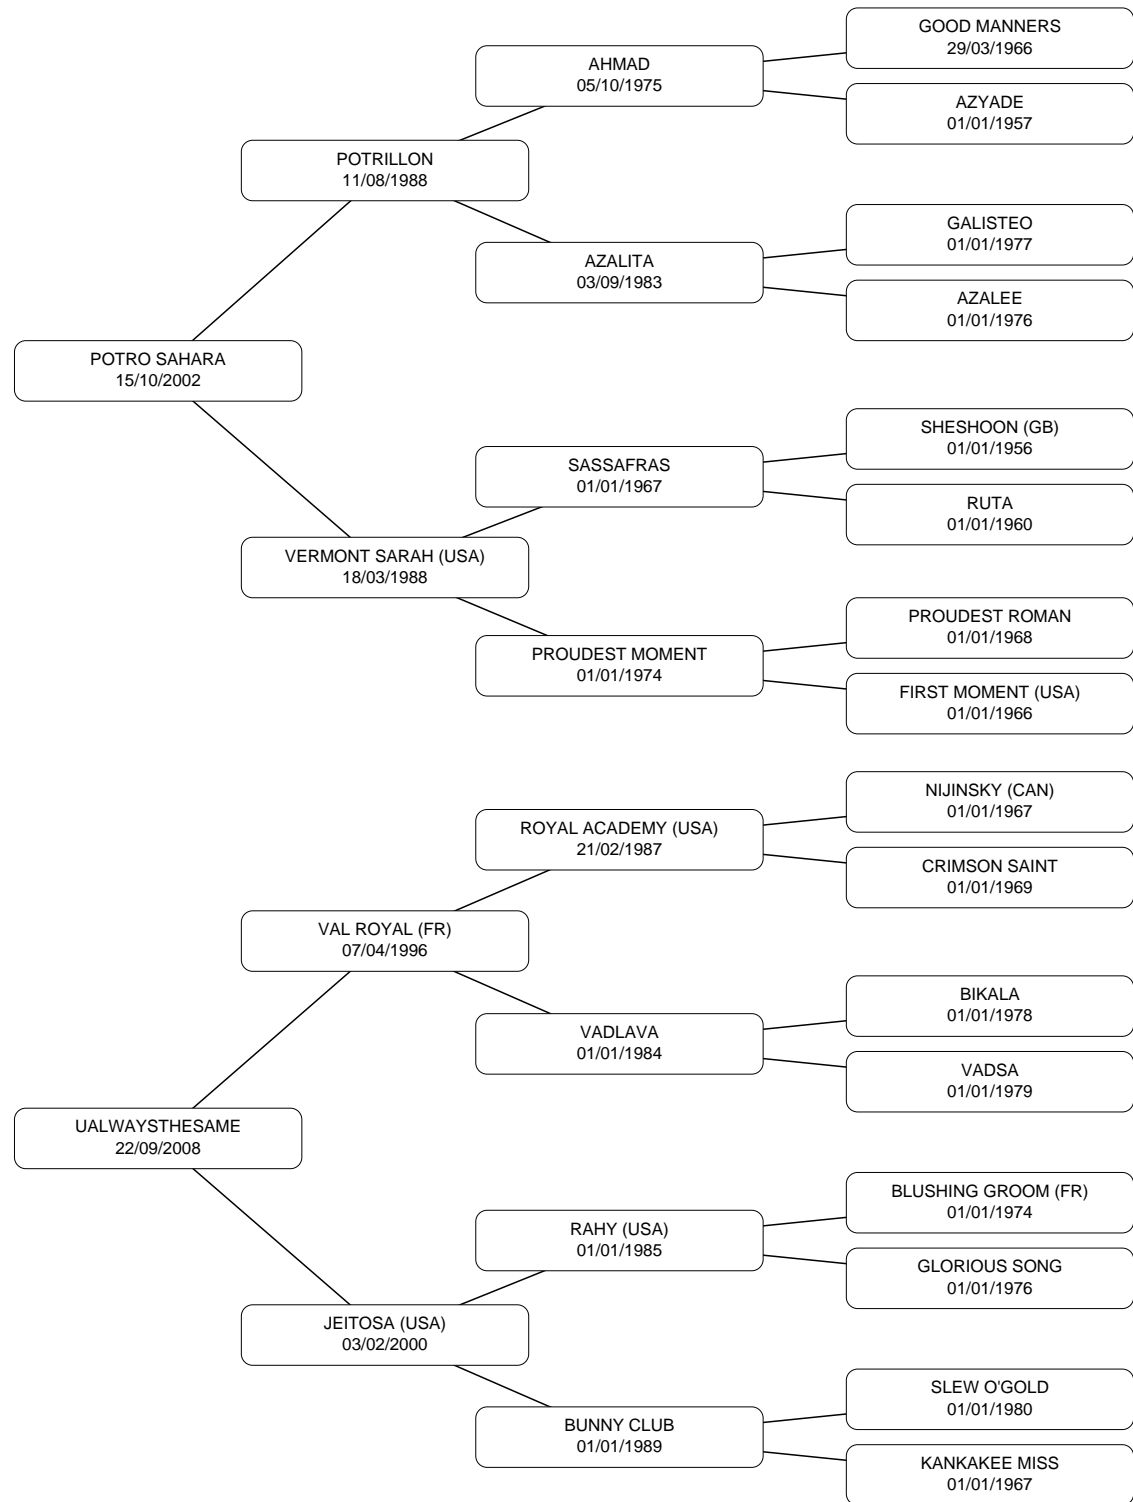 GOOD MANNERS
29/03/1966
AHMAD
05/10/1975
AZYADE
01/01/1957
POTRILLON
11/08/1988
GALISTEO
01/01/1977
AZALITA
03/09/1983
AZALEE
01/01/1976
POTRO SAHARA
15/10/2002
SHESHOON (GB)
01/01/1956
SASSAFRAS
01/01/1967
RUTA
01/01/1960
VERMONT SARAH (USA)
18/03/1988
PROUDEST ROMAN
01/01/1968
PROUDEST MOMENT
01/01/1974
FIRST MOMENT (USA)
01/01/1966
NIJINSKY (CAN)
01/01/1967
ROYAL ACADEMY (USA)
21/02/1987
CRIMSON SAINT
01/01/1969
VAL ROYAL (FR)
07/04/1996
BIKALA
01/01/1978
VADLAVA
01/01/1984
VADSA
01/01/1979
UALWAYSTHESAME
22/09/2008
BLUSHING GROOM (FR)
01/01/1974
RAHY (USA)
01/01/1985
GLORIOUS SONG
01/01/1976
JEITOSA (USA)
03/02/2000
SLEW O'GOLD
01/01/1980
BUNNY CLUB
01/01/1989
KANKAKEE MISS
01/01/1967